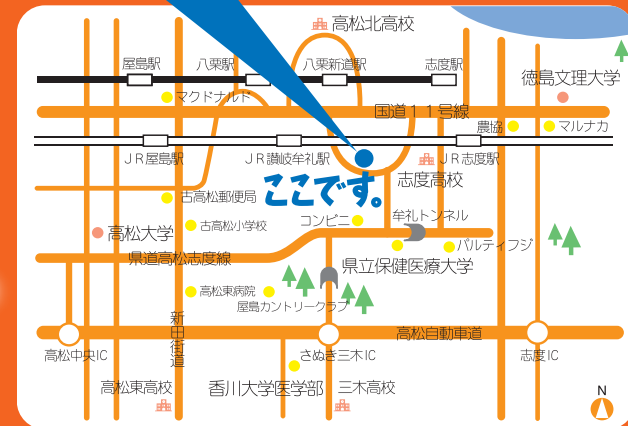 高松北高校
屋島駅
八栗駅
八栗新道駅
志度駅
徳島文理大学
マクドナルド
国道11号線
農協
マルナカ
JR屋島駅
JR讃岐牟礼駅
JR志度駅
志度高校
ここです。
古高松郵便局
コンビニ
牟礼トンネル
古高松小学校
高松大学
パルティフジ
県道高松志度線
県立保健医療大学
高松東病院
屋島カントリークラブ
新田街道
高松自動車道
高松中央IC
さぬき三木IC
志度IC
高松東高校
香川大学医学部
三木高校
N